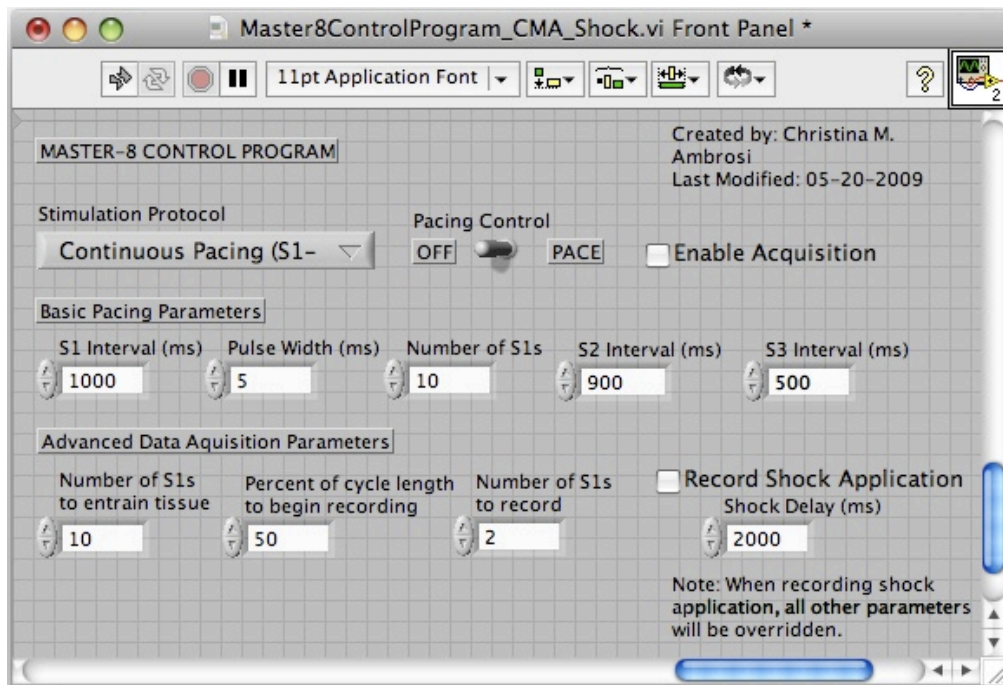 Master8ControlProgram_CMA_Shock.vi Front Panel *
11pt Application Font
?
2
MASTER-8 CONTROL PROGRAM
Created by: Christina M.
Ambrosi
Last Modified: 05-20-2009
Stimulation Protocol
Continuous Pacing (S1-
Pacing Control
OFF
PACE
Enable Acquisition
Basic Pacing Parameters
S1 Interval (ms)
1000
Pulse Width (ms)
5
Number of S1s
10
S2 Interval (ms)
900
S3 Interval (ms)
500
Advanced Data Aquisition Parameters
Number of S1s
to entrain tissue
10
Percent of cycle length
to begin recording
50
Number of S1s
to record
2
Record Shock Application
Shock Delay (ms)
2000
Note: When recording shock
application, all other parameters
will be overridden.